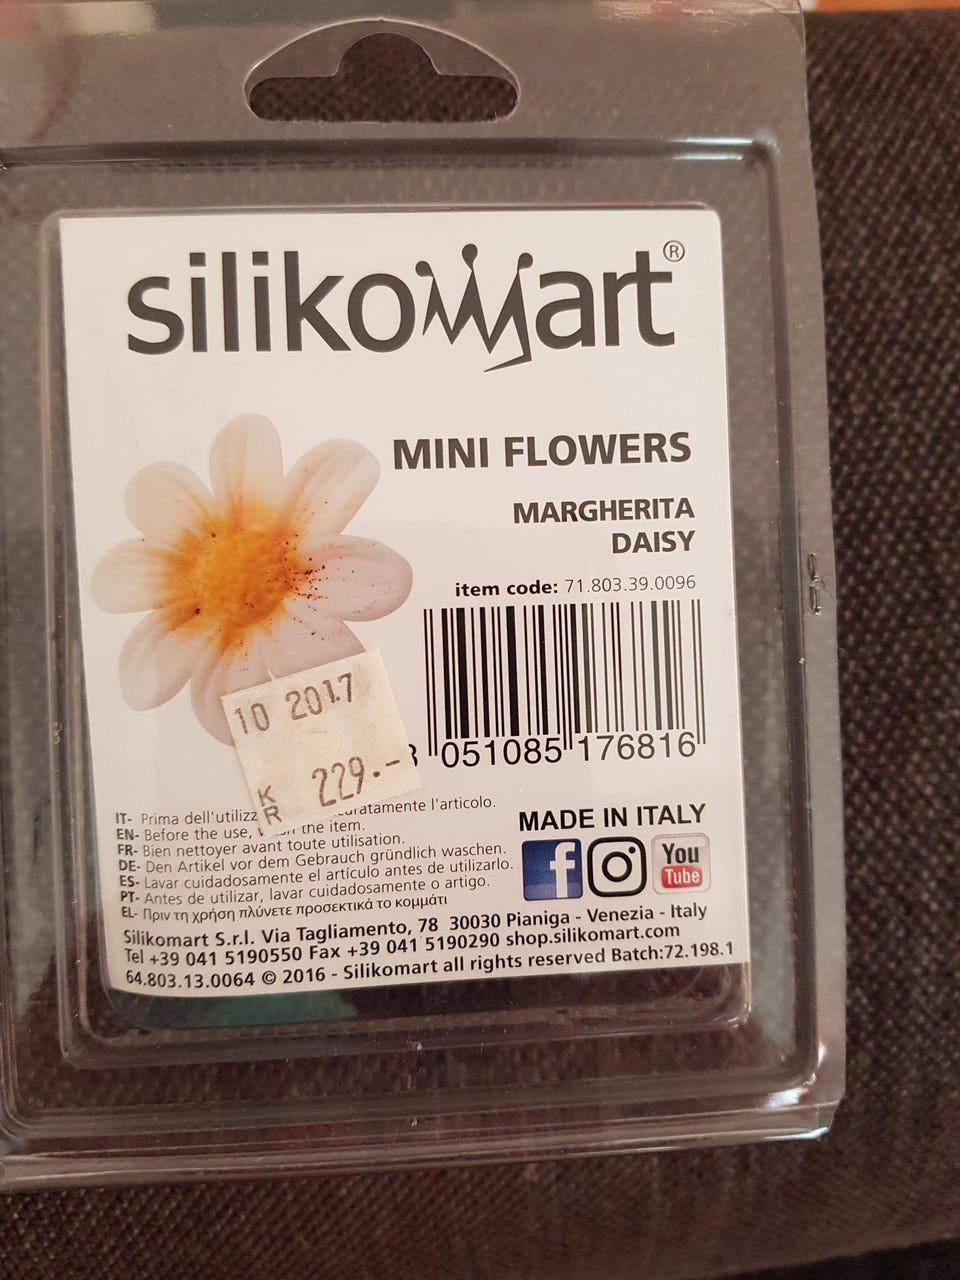 silikomart®
MINI FLOWERS
MARGHERITA
DAISY
item code: 71.803.39.0096
8 051085 176816
10 2017
KR 229.-
IT- Prima dell'utilizz l'articolo.
EN- Before the use, the item.
FR- Bien nettoyer avant toute utilisation.
DE- Den Artikel vor dem Gebrauch gründlich waschen.
ES- Lavar cuidadosamente el artículo antes de utilizarlo.
PT- Antes de utilizar, lavar cuidadosamente o artigo.
EL- Πριν τη χρήση πλύνετε προσεκτικά το κομμάτι
MADE IN ITALY
f
You
Tube
Silikomart S.r.l. Via Tagliamento, 78 30030 Pianiga - Venezia - Italy
Tel +39 041 5190550 Fax +39 041 5190290 shop.silikomart.com
64.803.13.0064 © 2016 - Silikomart all rights reserved Batch:72.198.1